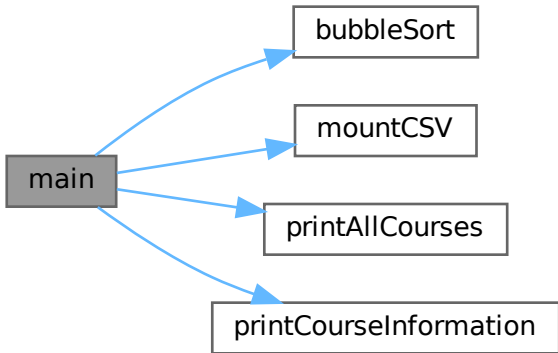 bubbleSort
mountCSV
main
printAllCourses
printCourseInformation